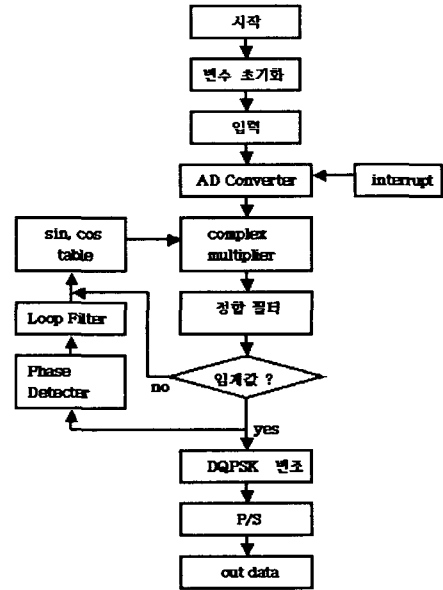 시작
변수 초기화
입력
AD Converter
interrupt
sin, cos
table
complex
multiplier
정합 필터
Loop Filter
Phase
Detecter
임계값 ?
no
yes
DQPSK 변조
P/S
out data